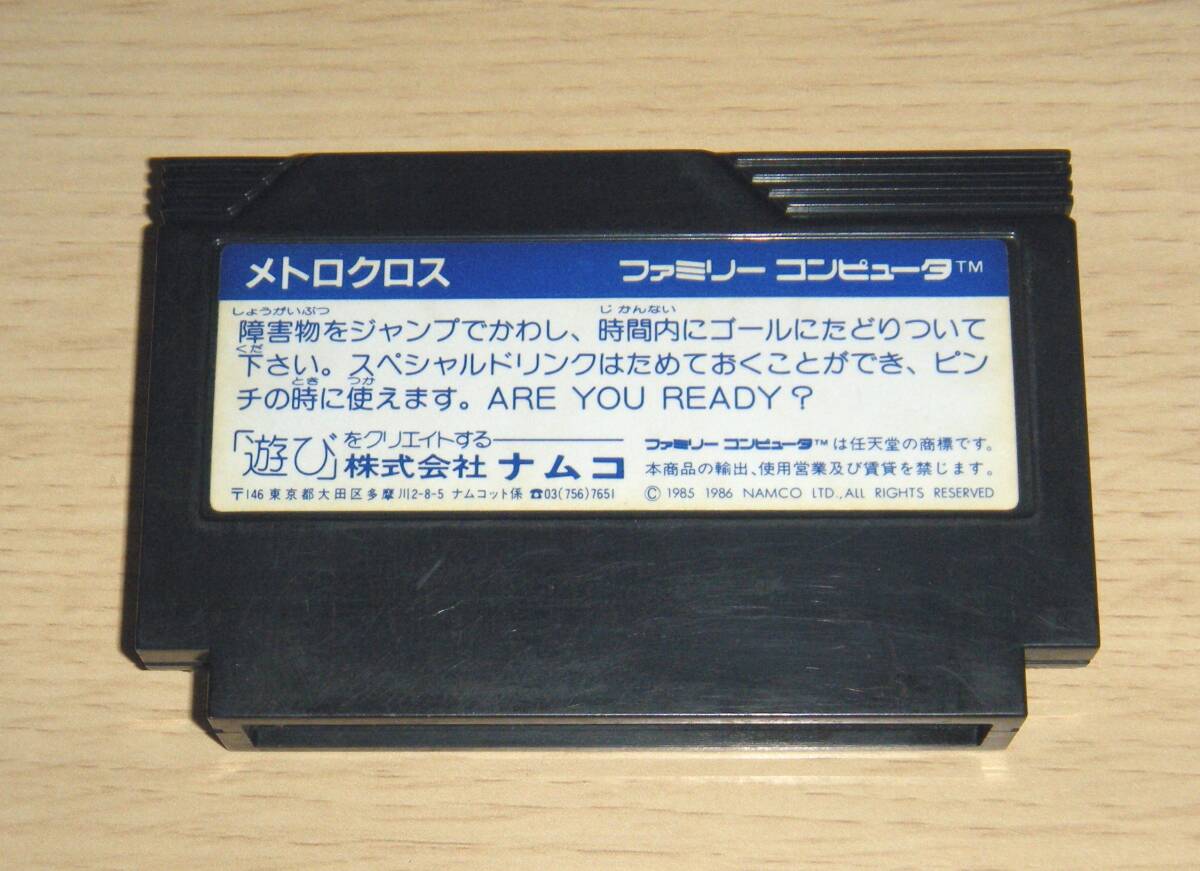 メトロクロス ファミリー コンピュータ™
しょうがいぶつ じかんない
障害物をジャンプでかわし、時間内にゴールにたどりついて
くだ
下さい。スペシャルドリンクはためておくことができ、ピン
とき つか
チの時に使えます。ARE YOU READY?
「遊び」をクリエイトする
株式会社 ナムコ
〒146 東京都大田区多摩川2-8-5 ナムコット係 ☎03(756)7651
ファミリー コンピュータ™は任天堂の商標です。
本商品の輸出、使用営業及び賃貸を禁じます。
© 1985 1986 NAMCO LTD., ALL RIGHTS RESERVED